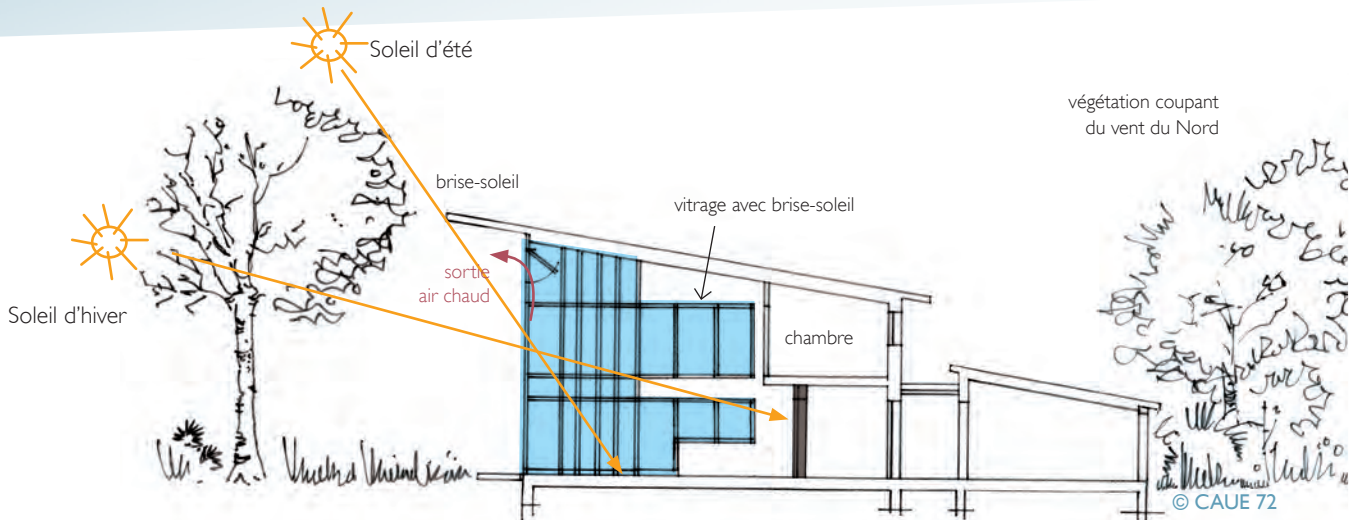 Soleil d'été
végétation coupant
du vent du Nord
brise-soleil
vitrage avec brise-soleil
sortie
air chaud
Soleil d'hiver
chambre
© CAUE 72